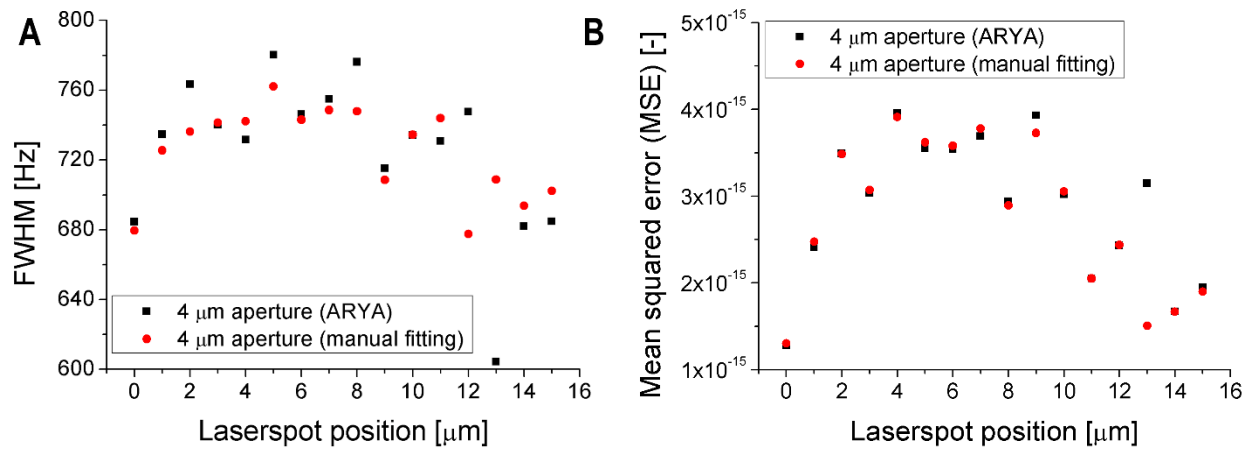 A
FWHM [Hz]
800
760
720
680
640
600
4 μm aperture (ARYA)
4 μm aperture (manual fitting)
0 2 4 6 8 10 12 14 16
Laserspot position [μm]
B
Mean squared error (MSE) [-]
5x10-15
4x10-15
3x10-15
2x10-15
1x10-15
4 μm aperture (ARYA)
4 μm aperture (manual fitting)
0 2 4 6 8 10 12 14 16
Laserspot position [μm]